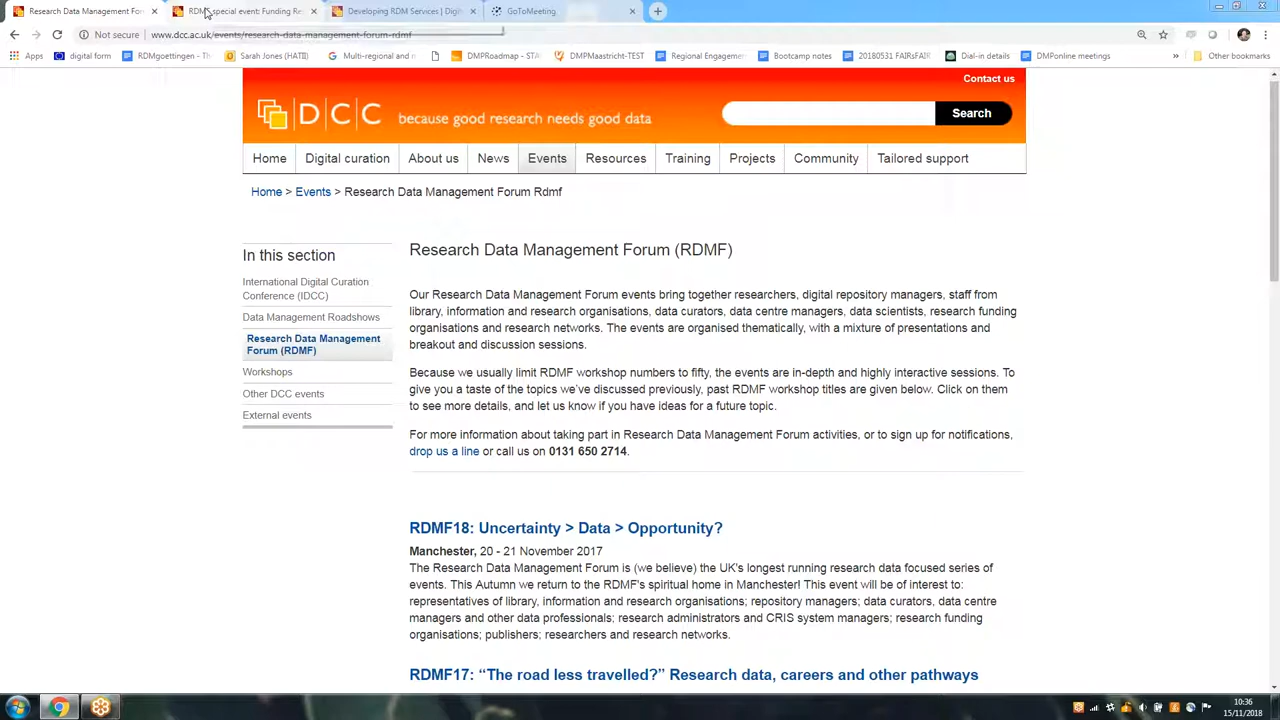 Research Data Management For
RDMF special event: Funding Res
Developing RDM Services | Digit
GoToMeeting
Not secure
www.dcc.ac.uk/events/research-data-management-forum-rdmf
Apps
digital form
RDMgoettingen - Th
Sarah Jones (HATII)
Multi-regional and n
DMPRoadmap - STA
DMPMaastricht-TEST
Regional Engageme
Bootcamp notes
20180531 FAIRsFAIR
Dial-in details
DMPonline meetings
»
Other bookmarks
Contact us
DCC
because good research needs good data
Search
Home
Digital curation
About us
News
Events
Resources
Training
Projects
Community
Tailored support
Home > Events > Research Data Management Forum Rdmf
In this section
International Digital Curation
Conference (IDCC)
Data Management Roadshows
Research Data Management
Forum (RDMF)
Workshops
Other DCC events
External events
Research Data Management Forum (RDMF)
Our Research Data Management Forum events bring together researchers, digital repository managers, staff from
library, information and research organisations, data curators, data centre managers, data scientists, research funding
organisations and research networks. The events are organised thematically, with a mixture of presentations and
breakout and discussion sessions.
Because we usually limit RDMF workshop numbers to fifty, the events are in-depth and highly interactive sessions. To
give you a taste of the topics we've discussed previously, past RDMF workshop titles are given below. Click on them
to see more details, and let us know if you have ideas for a future topic.
For more information about taking part in Research Data Management Forum activities, or to sign up for notifications,
drop us a line or call us on 0131 650 2714.
RDMF18: Uncertainty > Data > Opportunity?
Manchester, 20 - 21 November 2017
The Research Data Management Forum is (we believe) the UK's longest running research data focused series of
events. This Autumn we return to the RDMF's spiritual home in Manchester! This event will be of interest to:
representatives of library, information and research organisations; repository managers; data curators, data centre
managers and other data professionals; research administrators and CRIS system managers; research funding
organisations; publishers; researchers and research networks.
RDMF17: “The road less travelled?” Research data, careers and other pathways
10:36
15/11/2018